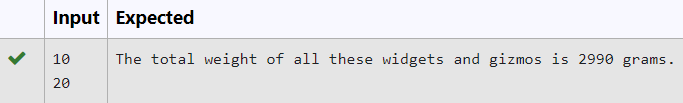 Input Expected
10 The total weight of all these widgets and gizmos is 2990 grams.
20